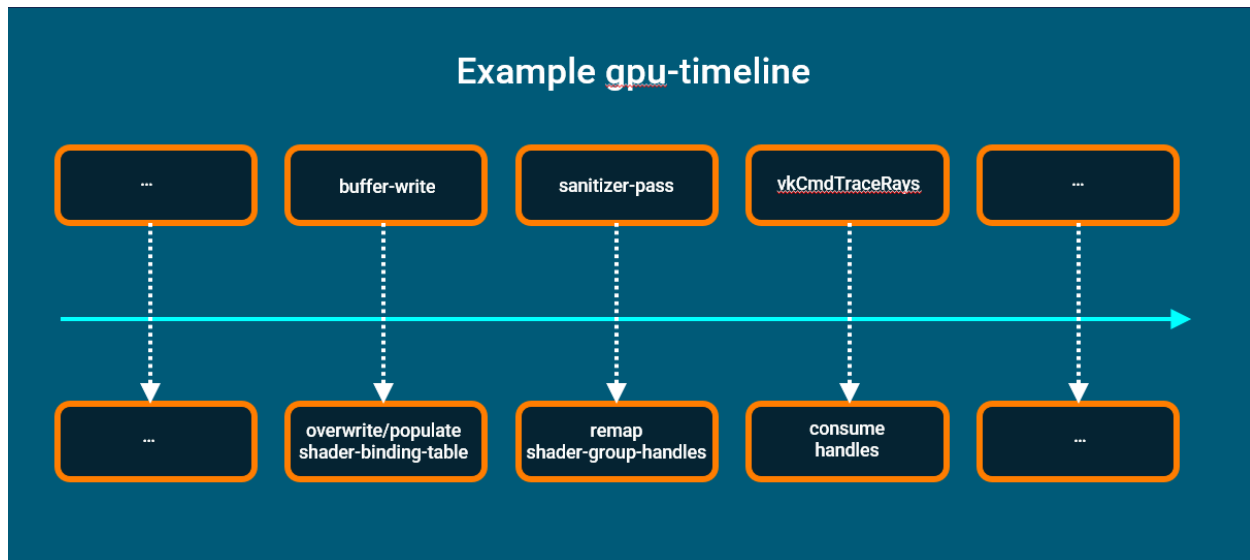 Example gpu-timeline
...
buffer-write
sanitizer-pass
vkCmdTraceRays
...
...
overwrite/populate
shader-binding-table
remap
shader-group-handles
consume
handles
...